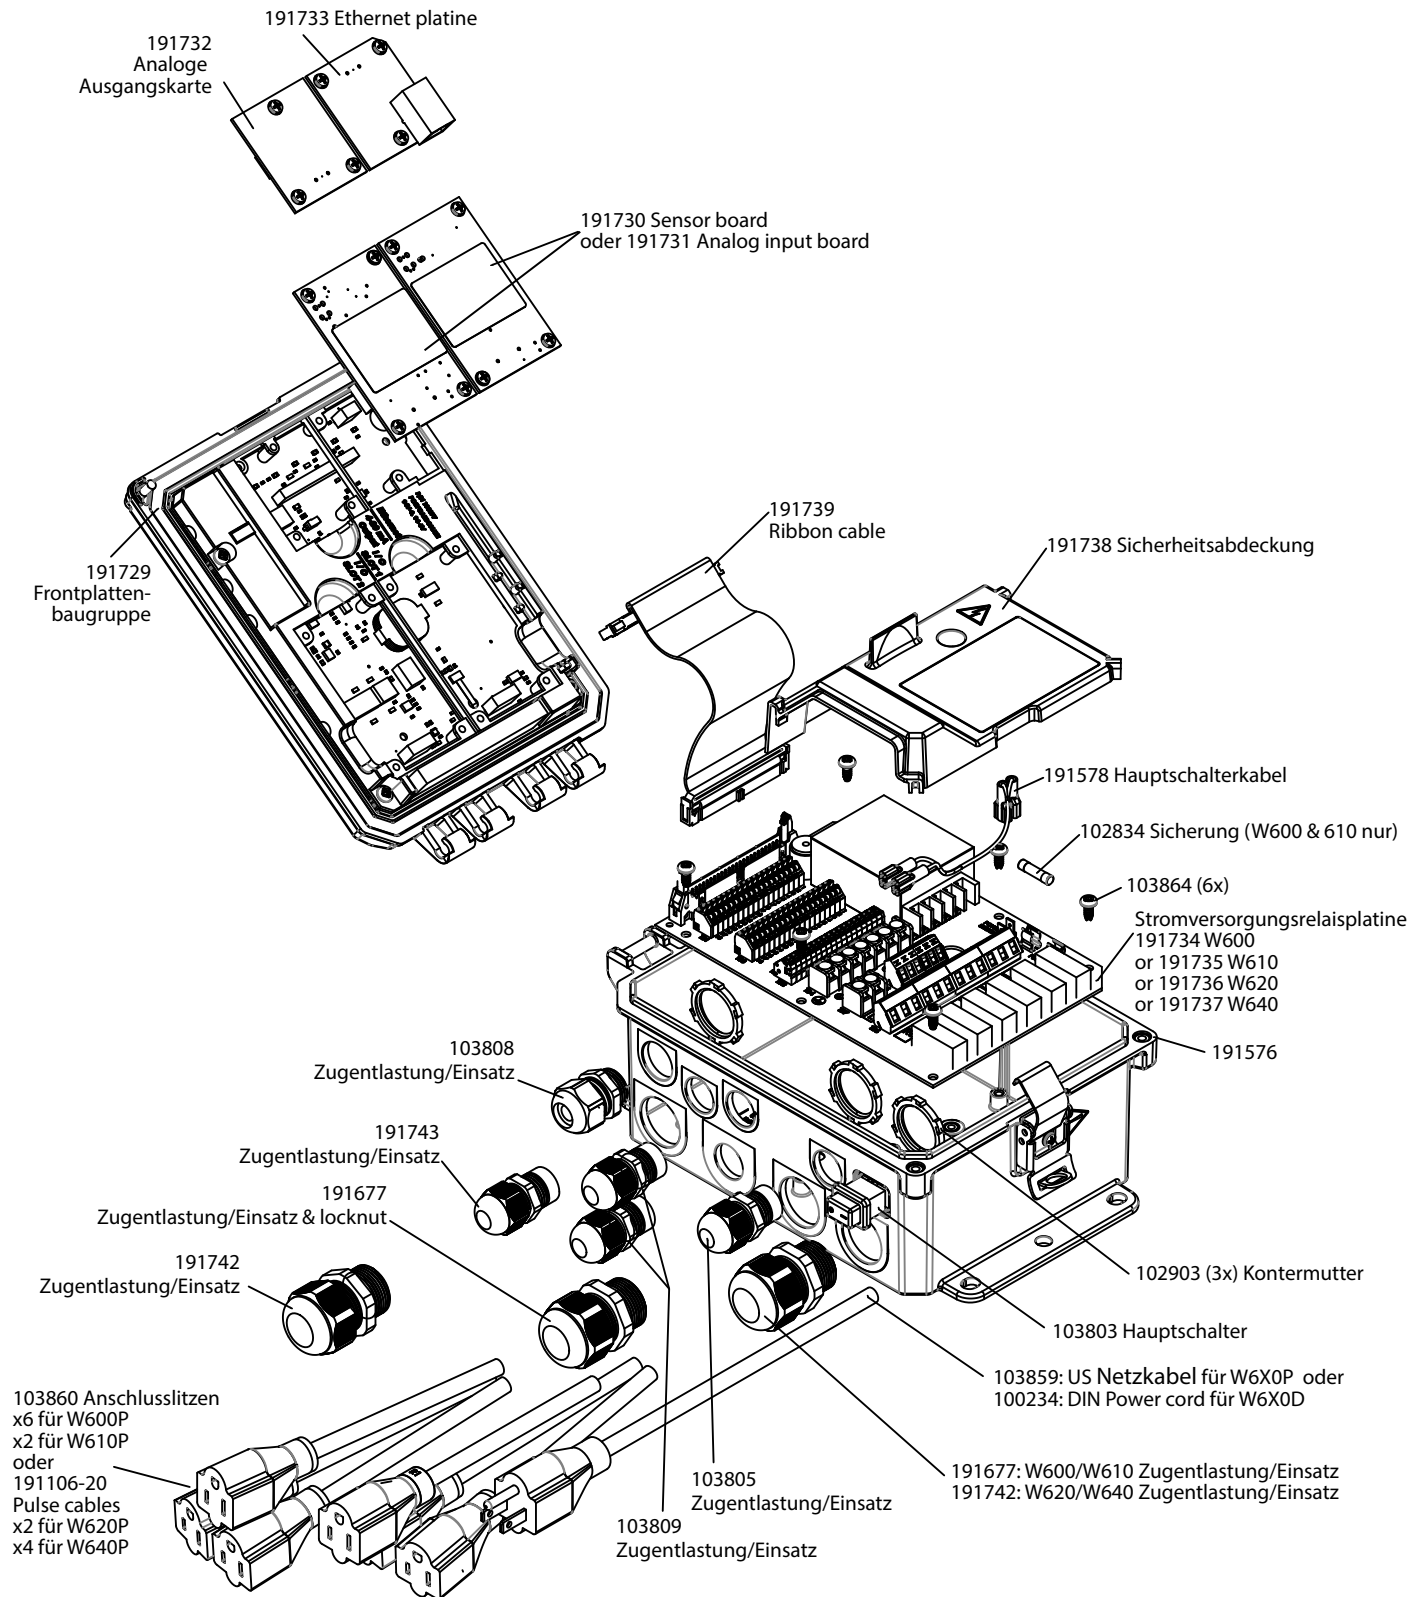 191733 Ethernet platine
191732
Analoge
Ausgangskarte
191730 Sensor board
oder 191731 Analog input board
191739
Ribbon cable
191738 Sicherheitsabdeckung
191729
Frontplatten-
baugruppe
191578 Hauptschalterkabel
102834 Sicherung (W600 & 610 nur)
103864 (6x)
Stromversorgungsrelaisplatine
191734 W600
or 191735 W610
or 191736 W620
or 191737 W640
191576
103808
Zugentlastung/Einsatz
191743
Zugentlastung/Einsatz
191677
Zugentlastung/Einsatz & locknut
191742
Zugentlastung/Einsatz
102903 (3x) Kontermutter
103803 Hauptschalter
103859: US Netzkabel für W6X0P oder
100234: DIN Power cord für W6X0D
103860 Anschlusslitzen
x6 für W600P
x2 für W610P
oder
191106-20
Pulse cables
x2 für W620P
x4 für W640P
103805
Zugentlastung/Einsatz
103809
Zugentlastung/Einsatz
191677: W600/W610 Zugentlastung/Einsatz
191742: W620/W640 Zugentlastung/Einsatz